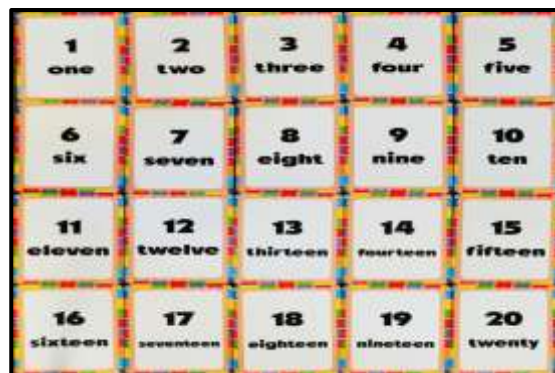 1 2 3 4 5
one two three four five
6 7 8 9 10
six seven eight nine ten
11 12 13 14 15
eleven twelve thirteen fourteen fifteen
16 17 18 19 20
sixteen seventeen eighteen nineteen twenty